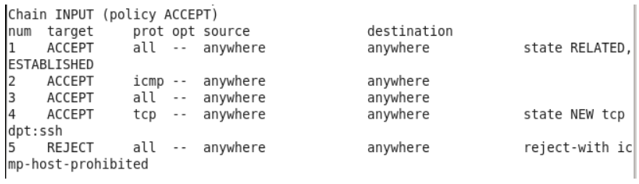 Chain INPUT (policy ACCEPT)
num  target     prot opt source               destination
1    ACCEPT     all  --  anywhere             anywhere            state RELATED,
ESTABLISHED
2    ACCEPT     icmp --  anywhere             anywhere
3    ACCEPT     all  --  anywhere             anywhere
4    ACCEPT     tcp  --  anywhere             anywhere            state NEW tcp
dpt:ssh
5    REJECT     all  --  anywhere             anywhere            reject-with ic
mp-host-prohibited